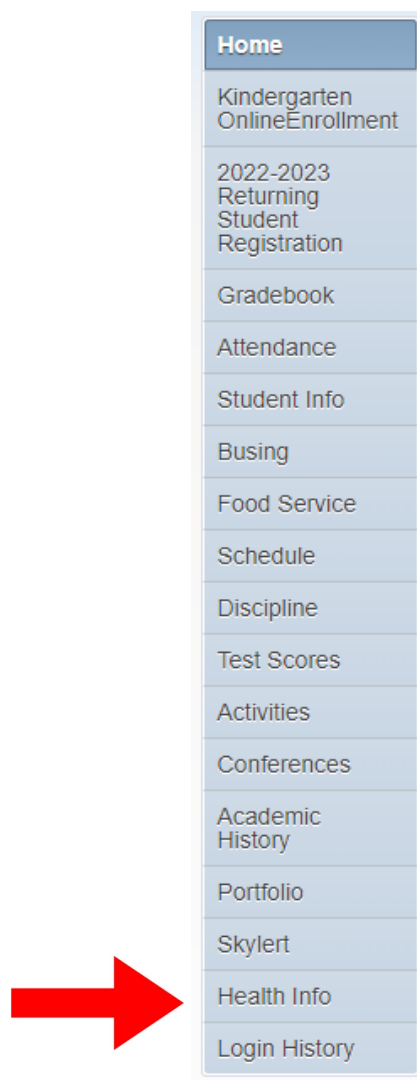 Home
Kindergarten
OnlineEnrollment
2022-2023
Returning
Student
Registration
Gradebook
Attendance
Student Info
Busing
Food Service
Schedule
Discipline
Test Scores
Activities
Conferences
Academic
History
Portfolio
Skylert
Health Info
Login History